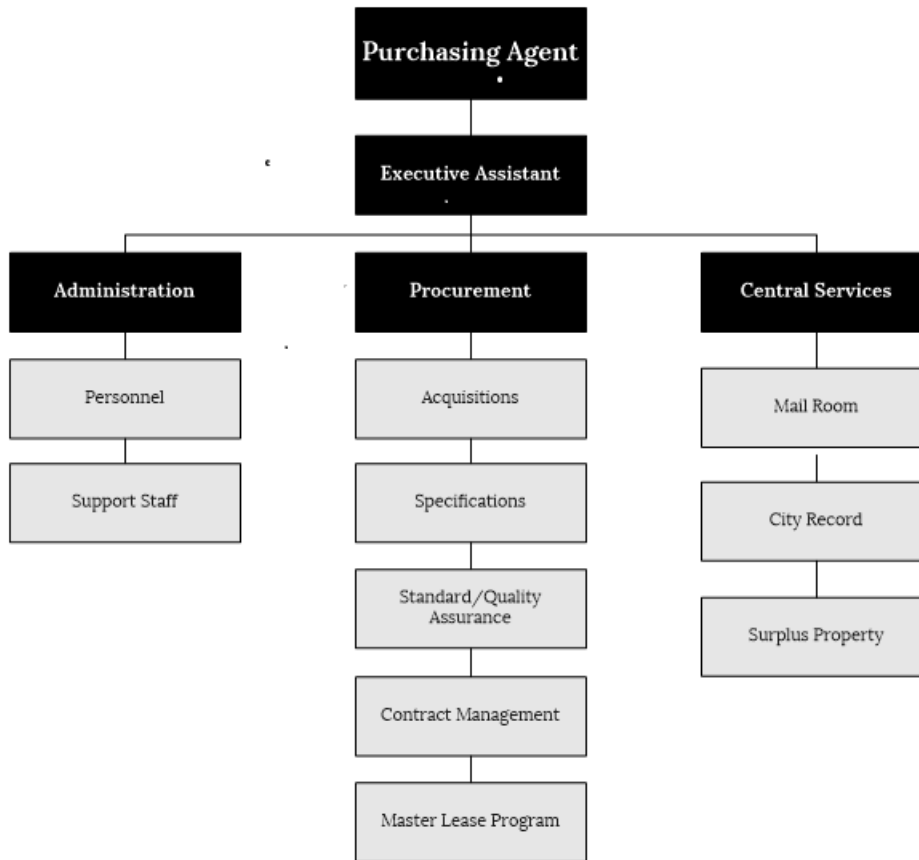 Purchasing Agent
Executive Assistant
Administration
Procurement
Central Services
Personnel
Acquisitions
Mail Room
Support Staff
Specifications
City Record
Standard/Quality
Assurance
Surplus Property
Contract Management
Master Lease Program